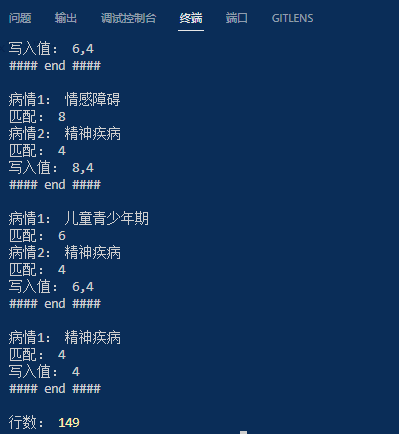 问题 输出 调试控制台 终端 端口 GITLENS
写入值： 6,4
#### end ####
病情1： 情感障碍
匹配： 8
病情2： 精神疾病
匹配： 4
写入值： 8,4
#### end ####
病情1： 儿童青少年期
匹配： 6
病情2： 精神疾病
匹配： 4
写入值： 6,4
#### end ####
病情1： 精神疾病
匹配： 4
写入值： 4
#### end ####
行数： 149